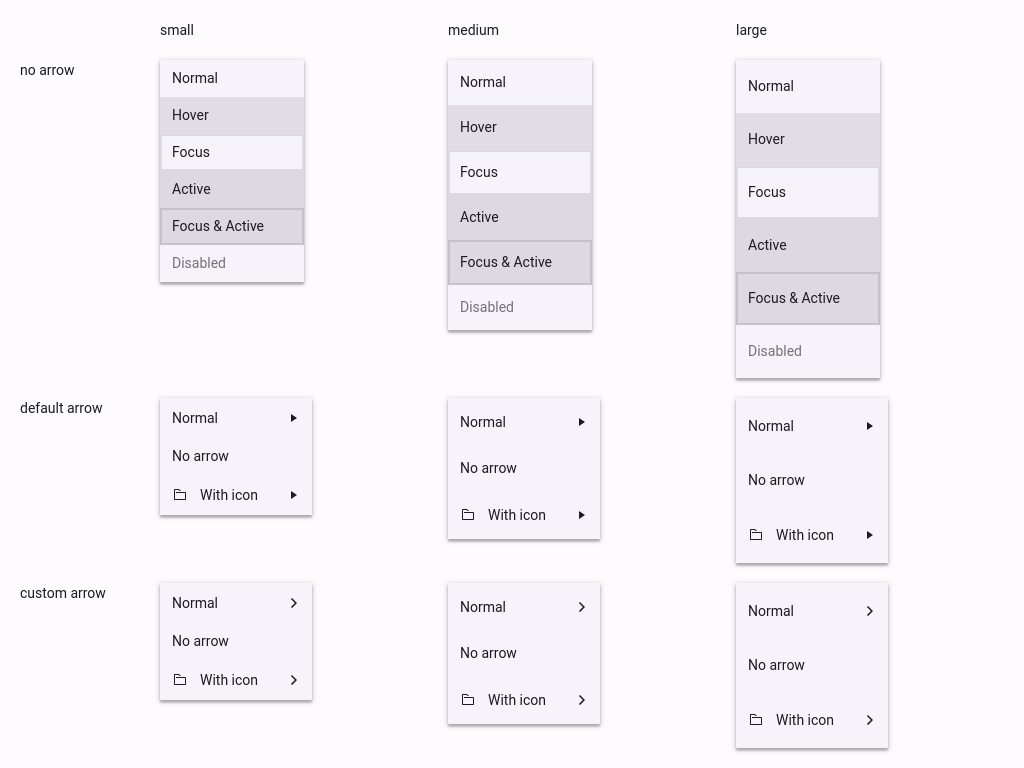 small medium large
no arrow
Normal Normal Normal
Hover Hover Hover
Focus Focus Focus
Active Active Active
Focus & Active Focus & Active Focus & Active
Disabled Disabled Disabled
default arrow
Normal Normal Normal
No arrow No arrow No arrow
With icon With icon With icon
custom arrow
Normal Normal Normal
No arrow No arrow No arrow
With icon With icon With icon